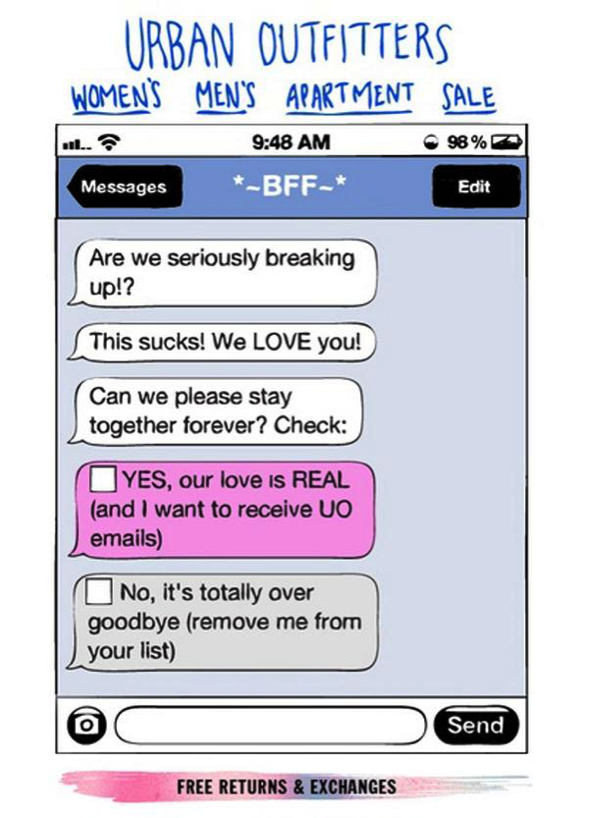 URBAN OUTFITTERS
WOMEN'S MEN'S APARTMENT SALE
9:48 AM 98%
Messages *~BFF~* Edit
Are we seriously breaking
up!?
This sucks! We LOVE you!
Can we please stay
together forever? Check:
YES, our love is REAL
(and I want to receive UO
emails)
No, it's totally over
goodbye (remove me from
your list)
Send
FREE RETURNS & EXCHANGES